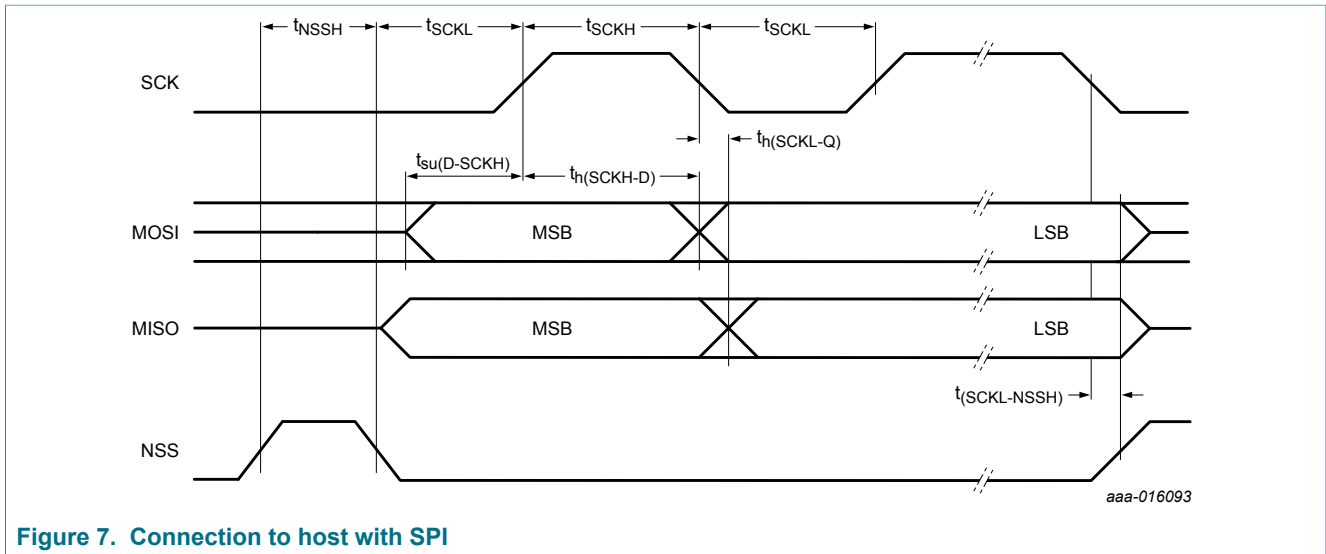 tNSSH tSCKL tSCKH tSCKL
SCK
th(SCKL-Q)
tsu(D-SCKH)
th(SCKH-D)
MOSI MSB LSB
MISO MSB LSB
t(SCKL-NSSH)
NSS
aaa-016093
Figure 7. Connection to host with SPI